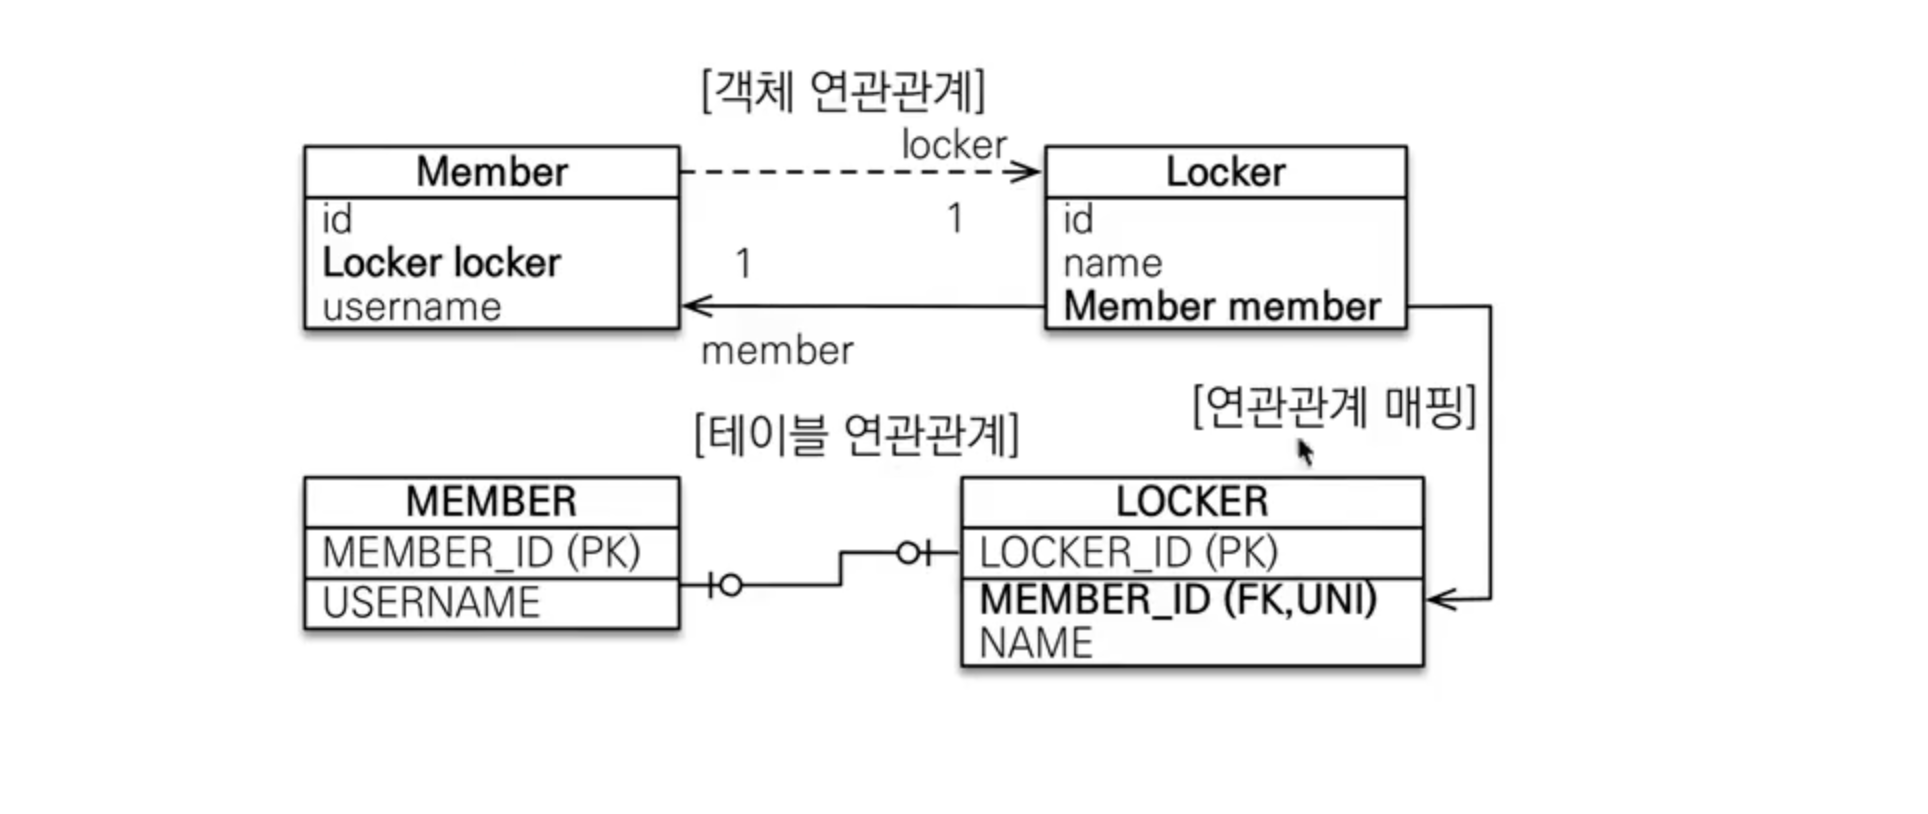 [객체 연관관계]
locker
Member
id
Locker locker
username
1
1
member
Locker
id
name
Member member
[연관관계 매핑]
[테이블 연관관계]
MEMBER
MEMBER_ID (PK)
USERNAME
LOCKER
LOCKER_ID (PK)
MEMBER_ID (FK,UNI)
NAME